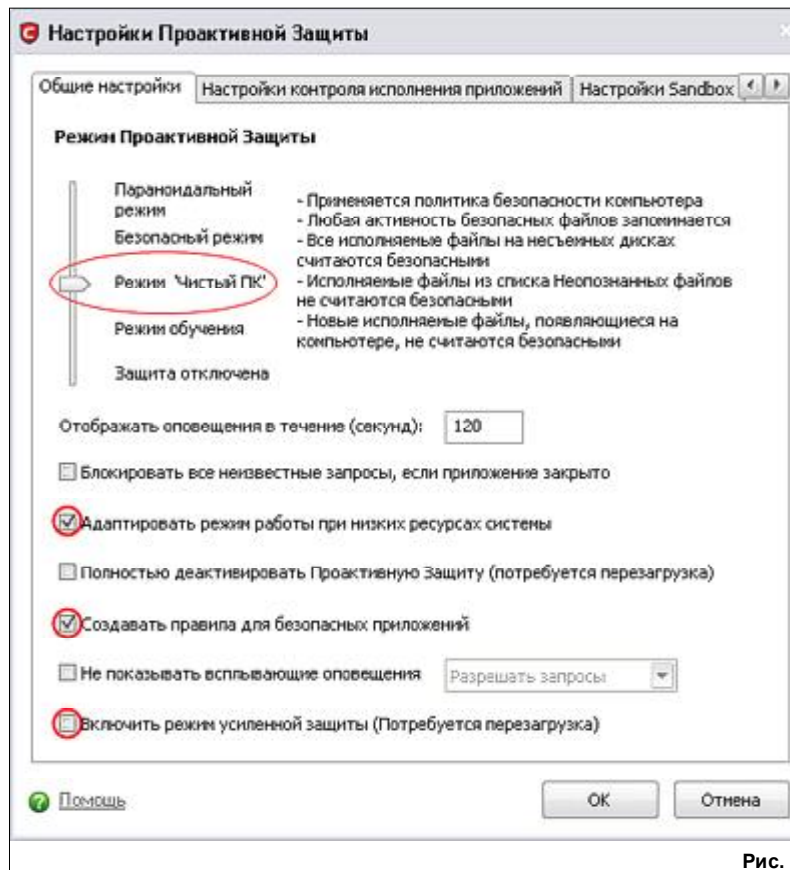 Настройки Проактивной Защиты
Общие настройки
Настройки контроля исполнения приложений
Настройки Sandbox
Режим Проактивной Защиты
Параноидальный
режим
Безопасный режим
Режим 'Чистый ПК'
Режим обучения
Защита отключена
- Применяется политика безопасности компьютера
- Любая активность безопасных файлов запоминается
- Все исполняемые файлы на несъемных дисках
считаются безопасными
- Исполняемые файлы из списка Неопознанных файлов
не считаются безопасными
- Новые исполняемые файлы, появляющиеся на
компьютере, не считаются безопасными
Отображать оповещения в течение (секунд): 120
Блокировать все неизвестные запросы, если приложение закрыто
Адаптировать режим работы при низких ресурсах системы
Полностью деактивировать Проактивную Защиту (потребуется перезагрузка)
Создавать правила для безопасных приложений
Не показывать всплывающие оповещения Разрешать запросы
Включить режим усиленной защиты (Потребуется перезагрузка)
Помощь
OK
Отмена
Рис.